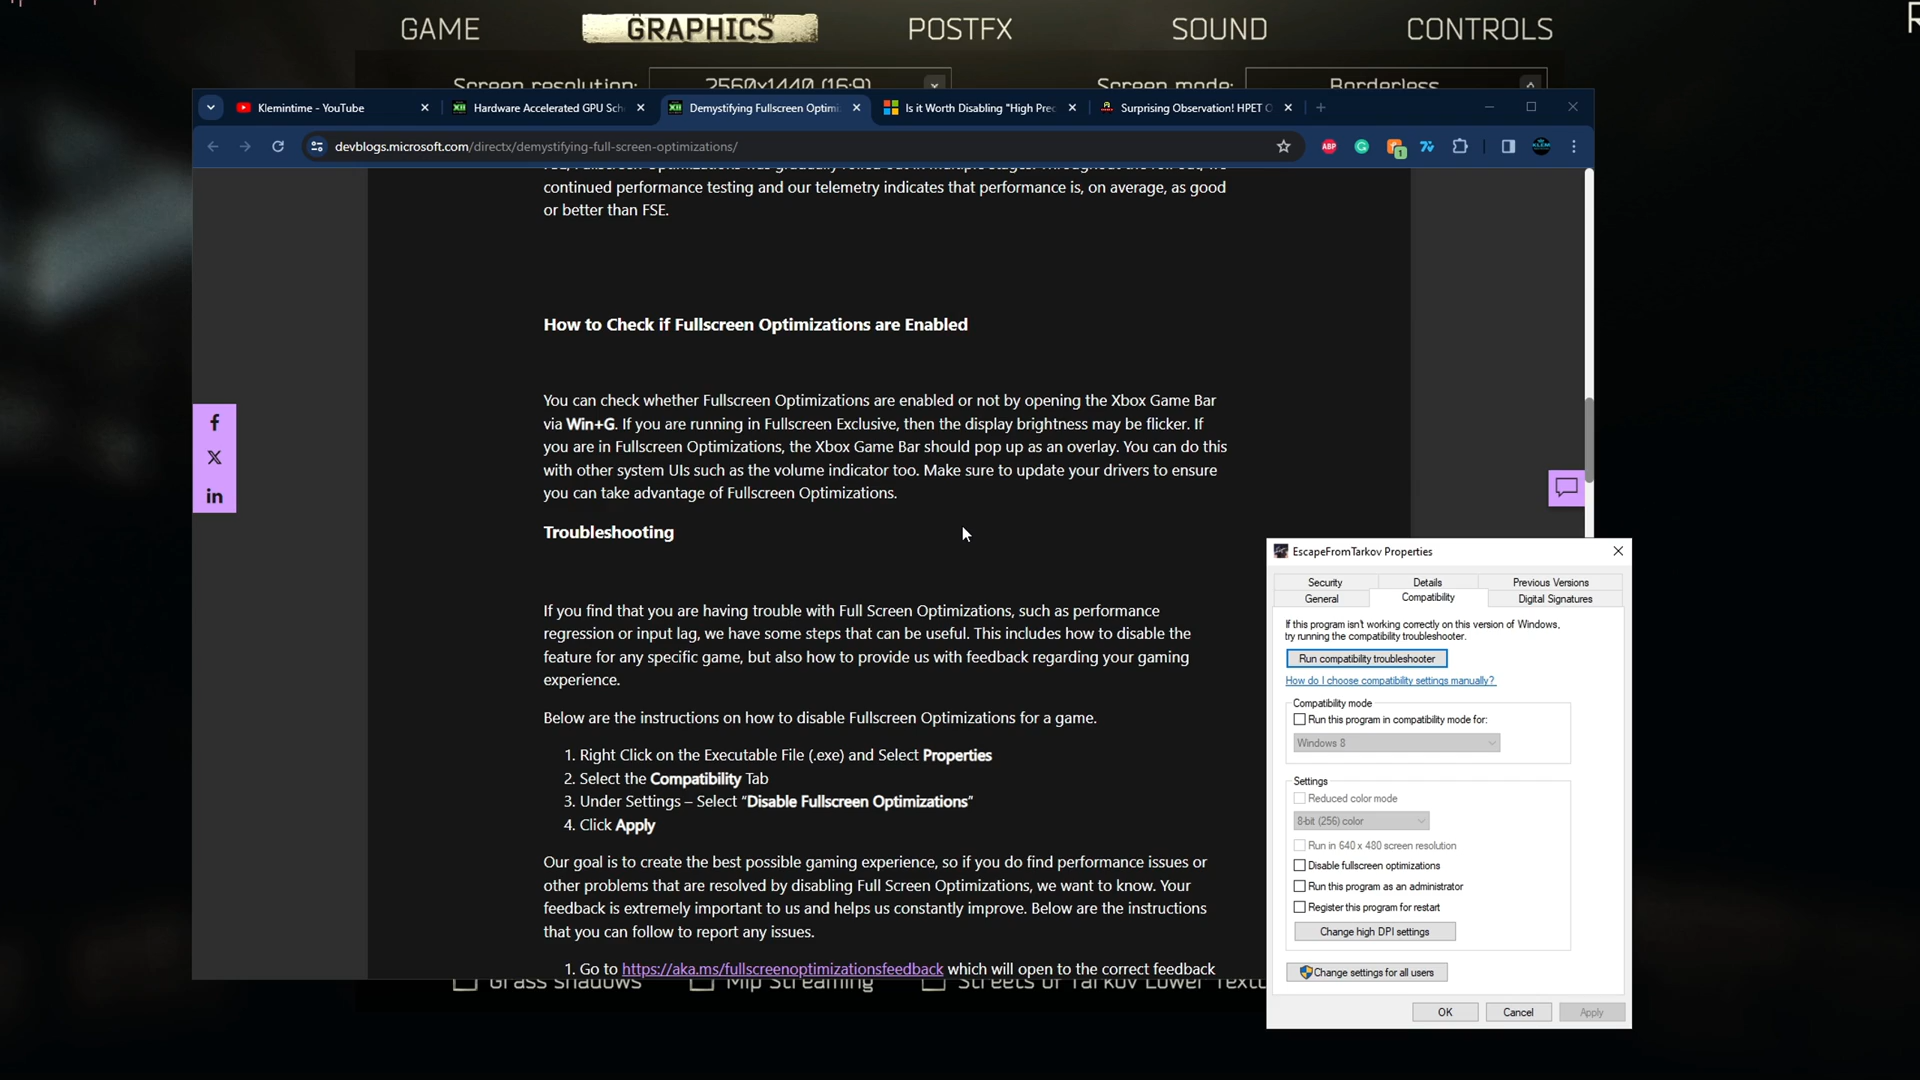 GAME GRAPHICS POSTFX SOUND CONTROLS
Screen resolution: 2560x1440 (16:9) Screen mode: Borderless
Klemintime - YouTube Hardware Accelerated GPU Sch Demystifying Fullscreen Optimi Is it Worth Disabling "High Prec Surprising Observation! HPET O
devblogs.microsoft.com/directx/demystifying-full-screen-optimizations/
continued performance testing and our telemetry indicates that performance is, on average, as good
or better than FSE.
How to Check if Fullscreen Optimizations are Enabled
You can check whether Fullscreen Optimizations are enabled or not by opening the Xbox Game Bar
via Win+G. If you are running in Fullscreen Exclusive, then the display brightness may be flicker. If
you are in Fullscreen Optimizations, the Xbox Game Bar should pop up as an overlay. You can do this
with other system UIs such as the volume indicator too. Make sure to update your drivers to ensure
you can take advantage of Fullscreen Optimizations.
Troubleshooting
If you find that you are having trouble with Full Screen Optimizations, such as performance
regression or input lag, we have some steps that can be useful. This includes how to disable the
feature for any specific game, but also how to provide us with feedback regarding your gaming
experience.
Below are the instructions on how to disable Fullscreen Optimizations for a game.
1. Right Click on the Executable File (.exe) and Select Properties
2. Select the Compatibility Tab
3. Under Settings – Select “Disable Fullscreen Optimizations”
4. Click Apply
Our goal is to create the best possible gaming experience, so if you do find performance issues or
other problems that are resolved by disabling Full Screen Optimizations, we want to know. Your
feedback is extremely important to us and helps us constantly improve. Below are the instructions
that you can follow to report any issues.
1. Go to https://aka.ms/fullscreenoptimizationsfeedback which will open to the correct feedback
Grass shadows Mip Streaming Streets of Tarkov Lower Textu
EscapeFromTarkov Properties
Security Details Previous Versions
General Compatibility Digital Signatures
If this program isn't working correctly on this version of Windows,
try running the compatibility troubleshooter.
Run compatibility troubleshooter
How do I choose compatibility settings manually?
Compatibility mode
Run this program in compatibility mode for:
Windows 8
Settings
Reduced color mode
8-bit (256) color
Run in 640 x 480 screen resolution
Disable fullscreen optimizations
Run this program as an administrator
Register this program for restart
Change high DPI settings
Change settings for all users
OK Cancel Apply